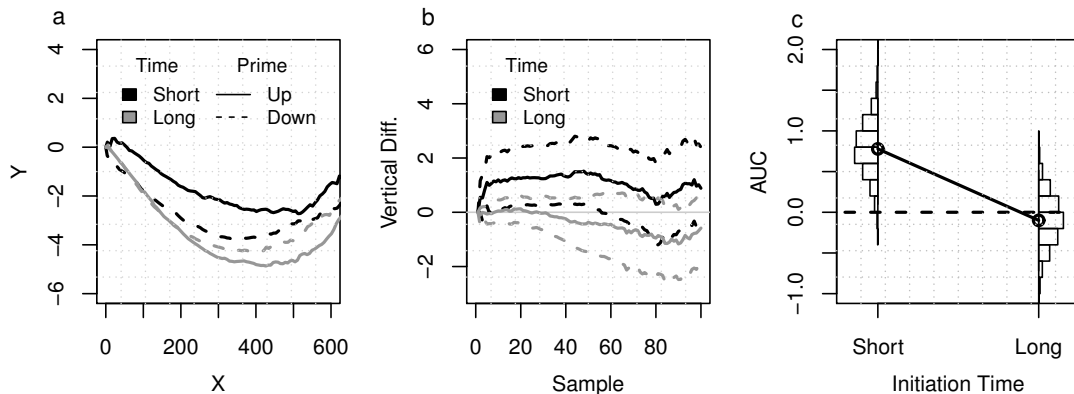 a
Y
4
2
0
−2
−4
−6
Time Prime
Short Up
Long Down
0 200 400 600
X
b
Vertical Diff.
6
4
2
0
−2
Time
Short
Long
0 20 40 60 80
Sample
c
AUC
2.0
1.0
0.0
−1.0
Short Long
Initiation Time